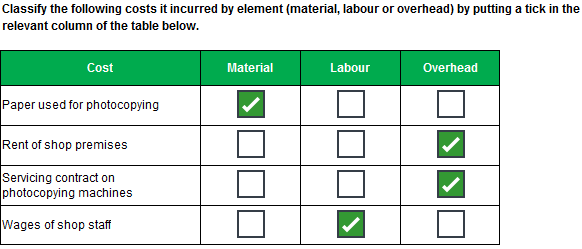 Classify the following costs it incurred by element (material, labour or overhead) by putting a tick in the
relevant column of the table below.
Cost Material Labour Overhead
Paper used for photocopying
Rent of shop premises
Servicing contract on
photocopying machines
Wages of shop staff